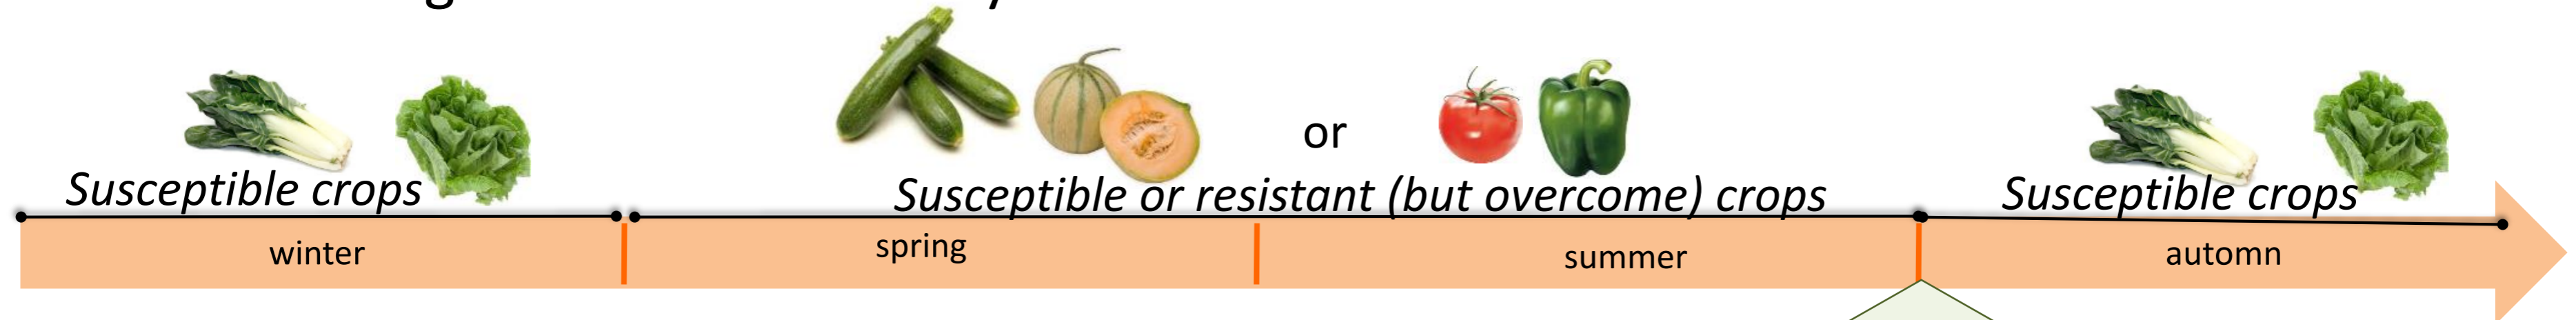 or
Susceptible crops
Susceptible or resistant (but overcome) crops
Susceptible crops
winter
spring
summer
automn